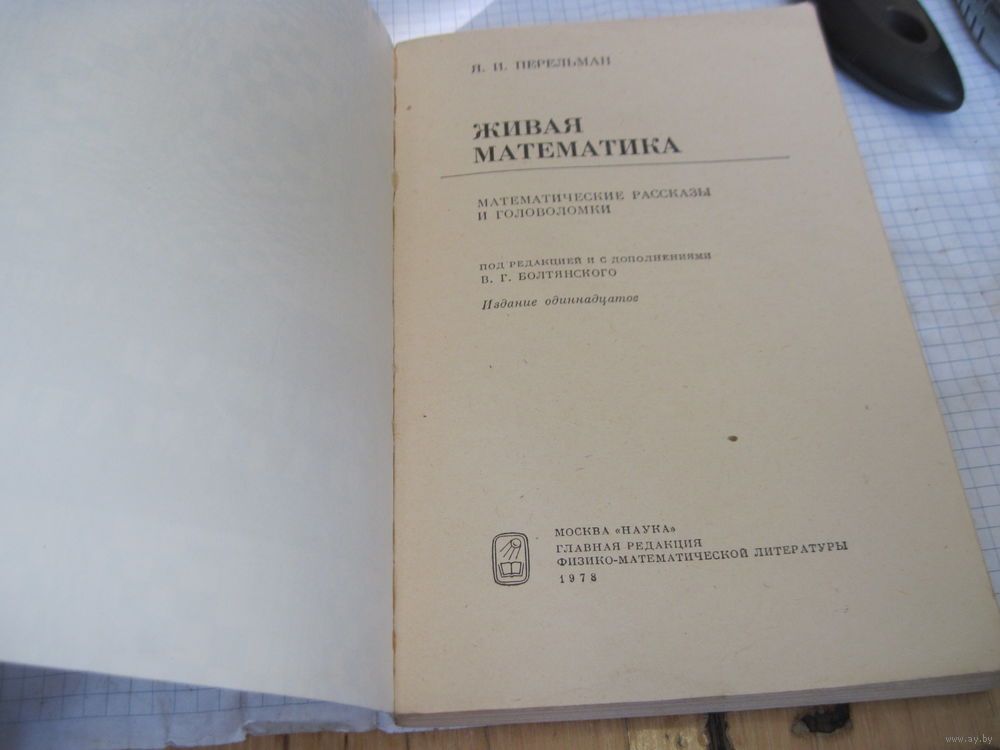 Я. И. ПЕРЕЛЬМАН
ЖИВАЯ
МАТЕМАТИКА
МАТЕМАТИЧЕСКИЕ РАССКАЗЫ
И ГОЛОВОЛОМКИ
ПОД РЕДАКЦИЕЙ И С ДОПОЛНЕНИЯМИ
В. Г. БОЛТЯНСКОГО
Издание одиннадцатое
МОСКВА «НАУКА»
ГЛАВНАЯ РЕДАКЦИЯ
ФИЗИКО-МАТЕМАТИЧЕСКОЙ ЛИТЕРАТУРЫ
1978
www.ay.by